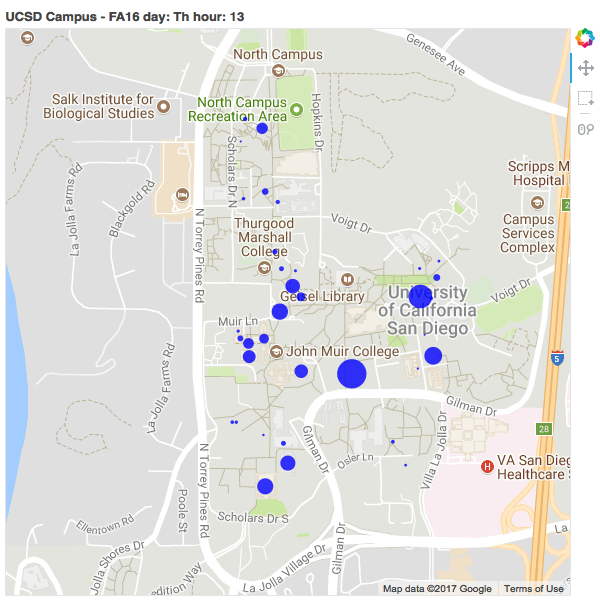 UCSD Campus - FA16 day: Th hour: 13
Genesee Ave
North Campus
Salk Institute for
Biological Studies
North Campus
Recreation Area
Hopkins Dr
Scholars Dr N
Scripps M
Hospital
La Jolla Farms Rd
Blackgold Rd
N Torrey Pines Rd
Voigt Dr
Thurgood
Marshall
College
Campus
Services
Complex
2
Geisel Library
University
of California
San Diego
Voigt Dr
Muir Ln
John Muir College
5
La Jolla Farms Rd
Gilman Dr
28
Gilman Dr
Villa La Jolla Dr
N Torrey Pines Rd
Osler Ln
VA San Dieg
Healthcare
H
Poole St
Scholars Dr S
Ellentown Rd
Gilman Dr
La
La Jolla Shores Dr
La Jolla Village Dr
edition Way
Map data ©2017 Google
Terms of Use